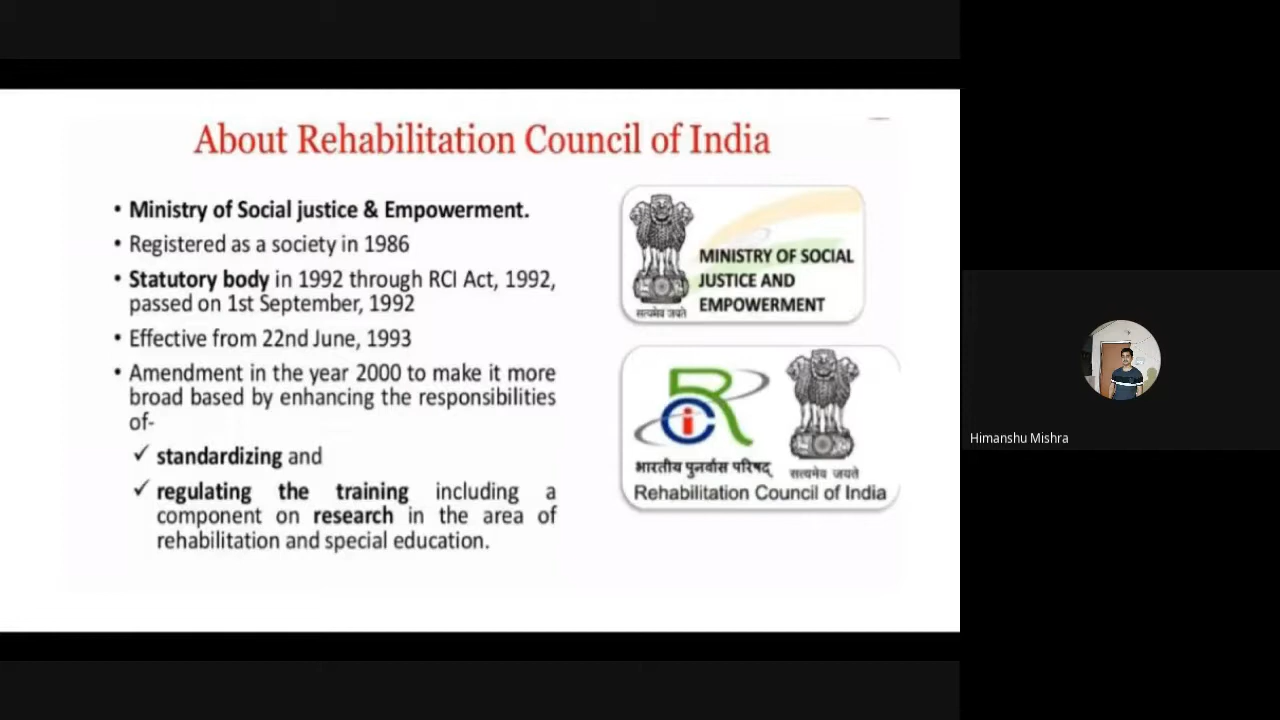 About Rehabilitation Council of India
• Ministry of Social justice & Empowerment.
• Registered as a society in 1986
• Statutory body in 1992 through RCI Act, 1992,
passed on 1st September, 1992
• Effective from 22nd June, 1993
• Amendment in the year 2000 to make it more
broad based by enhancing the responsibilities
of-
✓ standardizing and
✓ regulating the training including a
component on research in the area of
rehabilitation and special education.
MINISTRY OF SOCIAL
JUSTICE AND
EMPOWERMENT
सत्यमेव जयते
RCI
भारतीय पुनर्वास परिषद्
सत्यमेव जयते
Rehabilitation Council of India
Himanshu Mishra